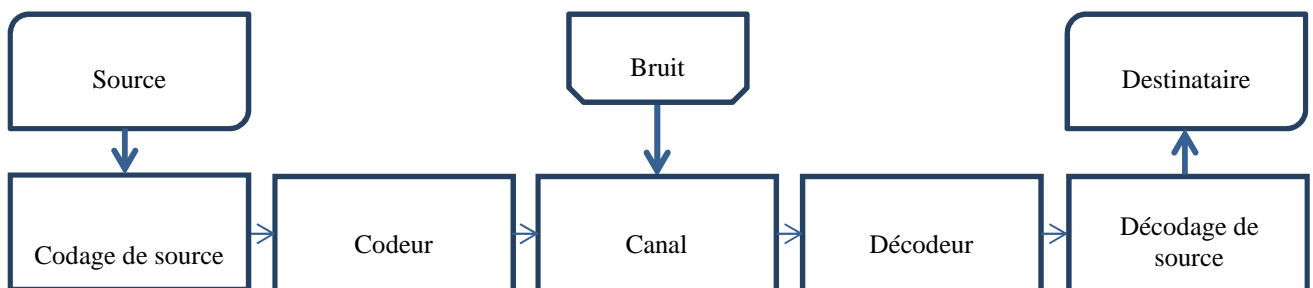 Source
Bruit
Destinataire
Codage de source
Codeur
Canal
Décodeur
Décodage de
source